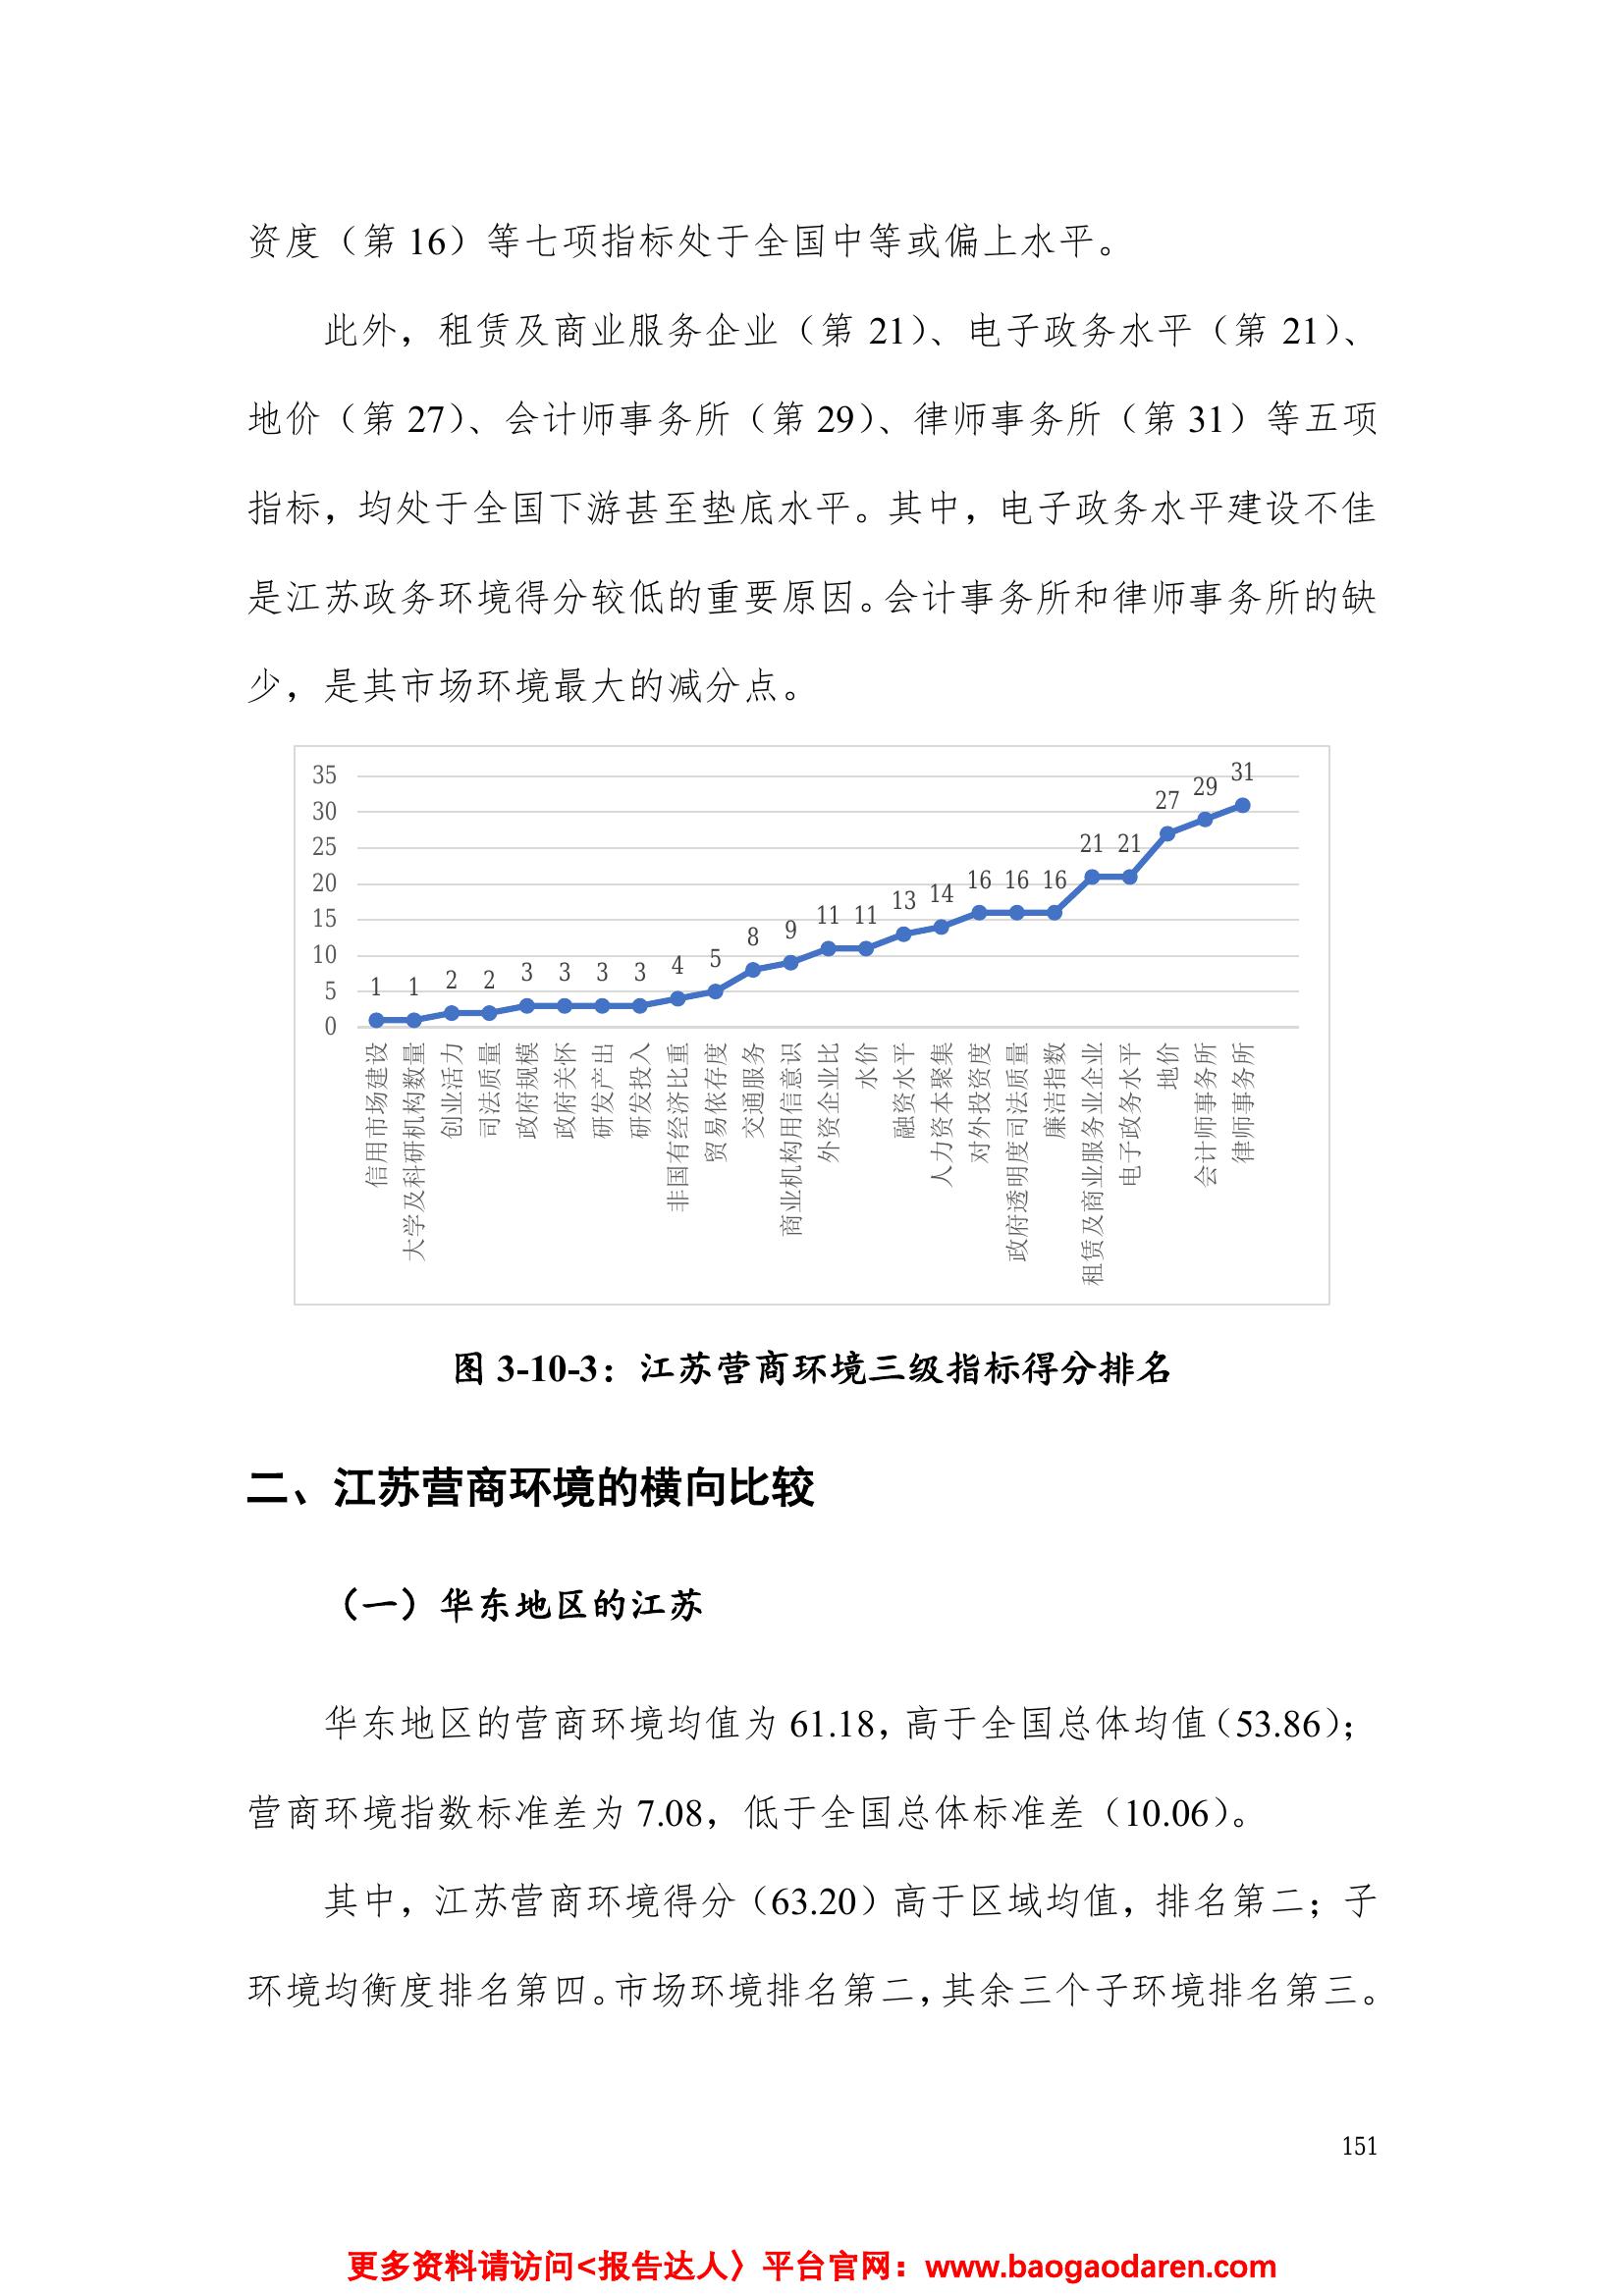 资度（第 16）等七项指标处于全国中等或偏上水平。
此外，租赁及商业服务企业（第 21）、电子政务水平（第 21）、
地价（第 27）、会计师事务所（第 29）、律师事务所（第 31）等五项
指标，均处于全国下游甚至垫底水平。其中，电子政务水平建设不佳
是江苏政务环境得分较低的重要原因。会计事务所和律师事务所的缺
少，是其市场环境最大的减分点。
35
30
25
20
15
10
5
0
1 1 2 2 3 3 3 3 4 5 8 9 11 11 13 14 16 16 16 21 21 27 29 31
信用市场建设
大学及科研机构数量
创业活力
司法质量
政府规模
政府关怀
研发产出
研发投入
非国有经济比重
贸易依存度
交通服务
商业机构用信意识
外资企业比
水价
融资水平
人力资本聚集
对外投资度
政府透明度司法质量
廉洁指数
租赁及商业服务业企业
电子政务水平
地价
会计师事务所
律师事务所
图 3-10-3：江苏营商环境三级指标得分排名
二、江苏营商环境的横向比较
（一）华东地区的江苏
华东地区的营商环境均值为 61.18，高于全国总体均值（53.86）；
营商环境指数标准差为 7.08，低于全国总体标准差（10.06）。
其中，江苏营商环境得分（63.20）高于区域均值，排名第二；子
环境均衡度排名第四。市场环境排名第二，其余三个子环境排名第三。
151
更多资料请访问<报告达人〉平台官网：www.baogaodaren.com